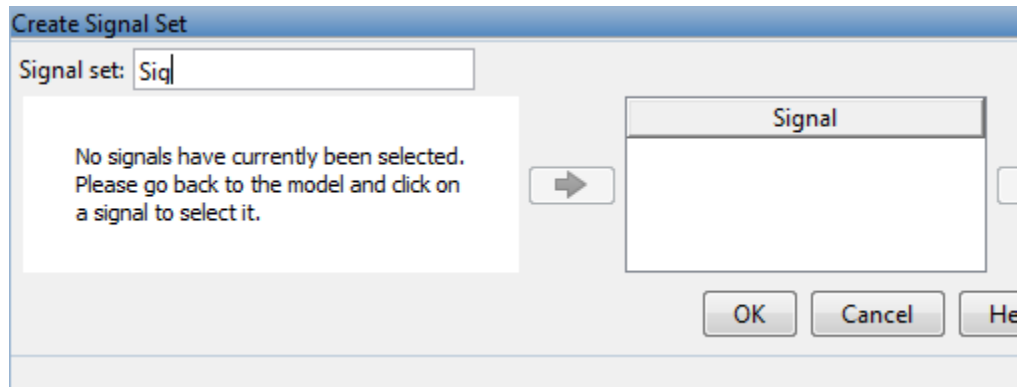 Create Signal Set
Signal set: Sig
Signal
No signals have currently been selected.
Please go back to the model and click on
a signal to select it.
OK Cancel He